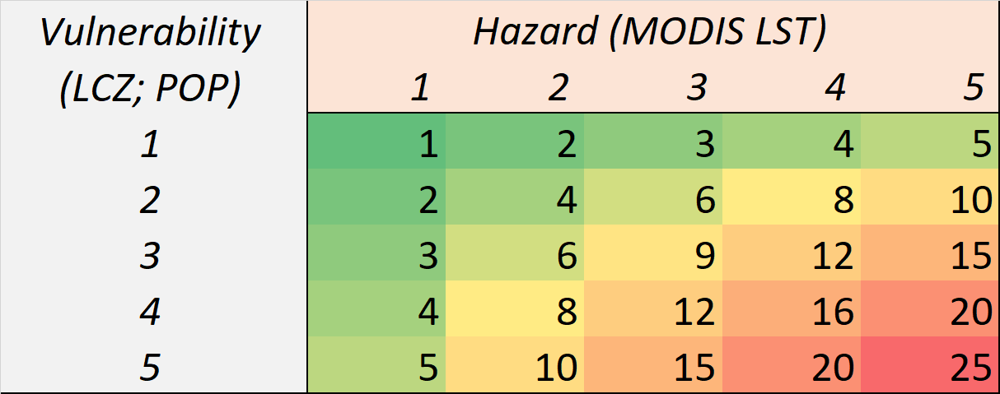 Vulnerability
(LCZ; POP)
Hazard (MODIS LST)
1 2 3 4 5
1 1 2 3 4 5
2 2 4 6 8 10
3 3 6 9 12 15
4 4 8 12 16 20
5 5 10 15 20 25